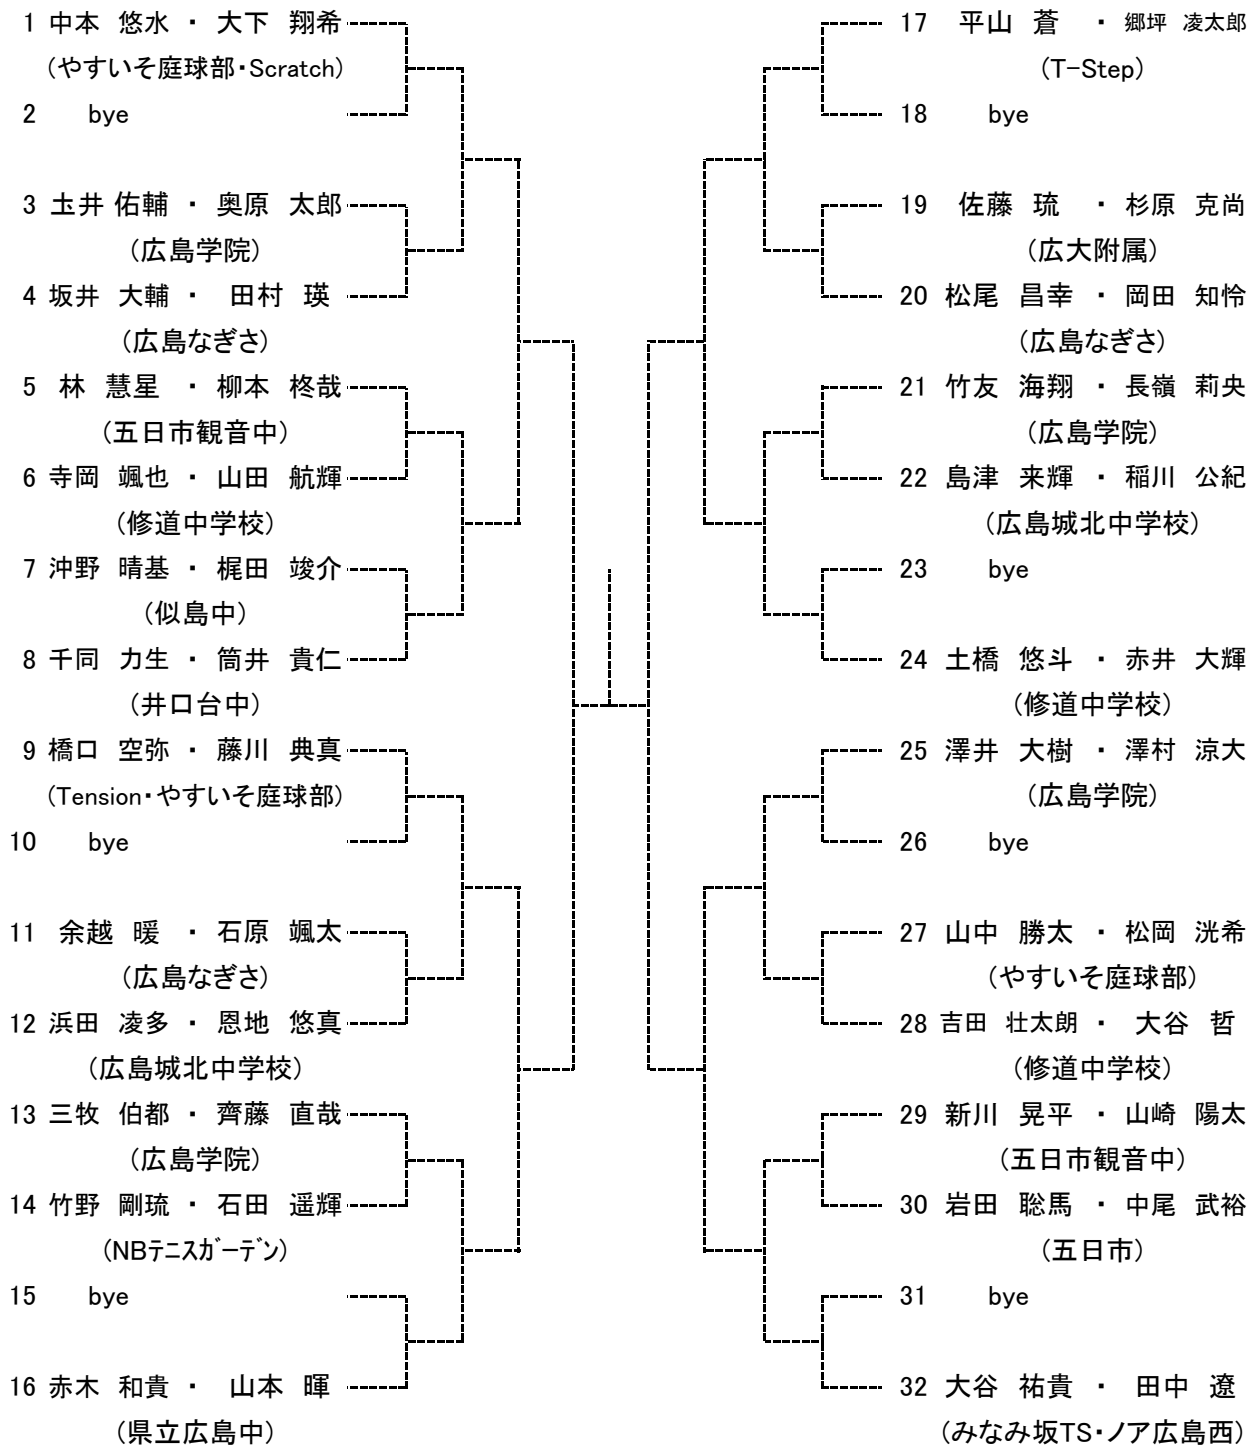 1 中本 悠水 ・ 大下 翔希
(やすいそ庭球部・Scratch)
2 bye
3 圡井 佑輔 ・ 奥原 太郎
(広島学院)
4 坂井 大輔 ・ 田村 瑛
(広島なぎさ)
5 林 慧星 ・ 柳本 柊哉
(五日市観音中)
6 寺岡 颯也 ・ 山田 航輝
(修道中学校)
7 沖野 晴基 ・ 梶田 竣介
(似島中)
8 千同 力生 ・ 筒井 貴仁
(井口台中)
9 橋口 空弥 ・ 藤川 典真
(Tension・やすいそ庭球部)
10 bye
11 余越 暖 ・ 石原 颯太
(広島なぎさ)
12 浜田 凌多 ・ 恩地 悠真
(広島城北中学校)
13 三牧 伯都 ・ 齊藤 直哉
(広島学院)
14 竹野 剛琉 ・ 石田 遥輝
(NBテニスガーデン)
15 bye
16 赤木 和貴 ・ 山本 暉
(県立広島中)
17 平山 蒼 ・ 郷坪 凌太郎
(T-Step)
18 bye
19 佐藤 琉 ・ 杉原 克尚
(広大附属)
20 松尾 昌幸 ・ 岡田 知怜
(広島なぎさ)
21 竹友 海翔 ・ 長嶺 莉央
(広島学院)
22 島津 来輝 ・ 稲川 公紀
(広島城北中学校)
23 bye
24 土橋 悠斗 ・ 赤井 大輝
(修道中学校)
25 澤井 大樹 ・ 澤村 涼大
(広島学院)
26 bye
27 山中 勝太 ・ 松岡 洸希
(やすいそ庭球部)
28 吉田 壮太朗 ・ 大谷 哲
(修道中学校)
29 新川 晃平 ・ 山崎 陽太
(五日市観音中)
30 岩田 聡馬 ・ 中尾 武裕
(五日市)
31 bye
32 大谷 祐貴 ・ 田中 遼
(みなみ坂TS・ノア広島西)